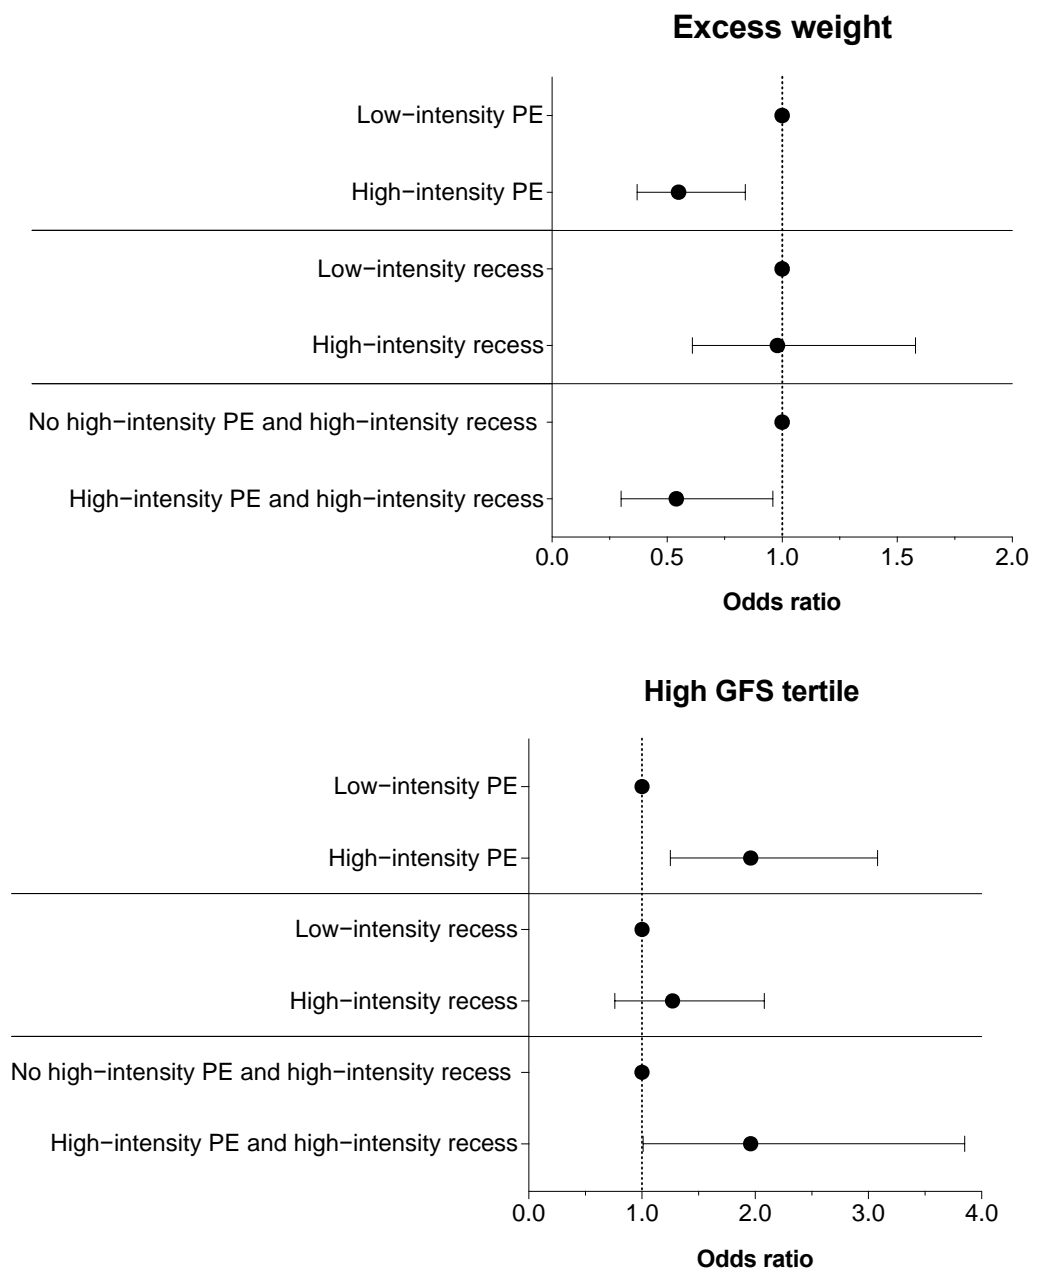 Excess weight
Low−intensity PE
High−intensity PE
Low−intensity recess
High−intensity recess
No high−intensity PE and high−intensity recess
High−intensity PE and high−intensity recess
0.0 0.5 1.0 1.5 2.0
Odds ratio
High GFS tertile
Low−intensity PE
High−intensity PE
Low−intensity recess
High−intensity recess
No high−intensity PE and high−intensity recess
High−intensity PE and high−intensity recess
0.0 1.0 2.0 3.0 4.0
Odds ratio